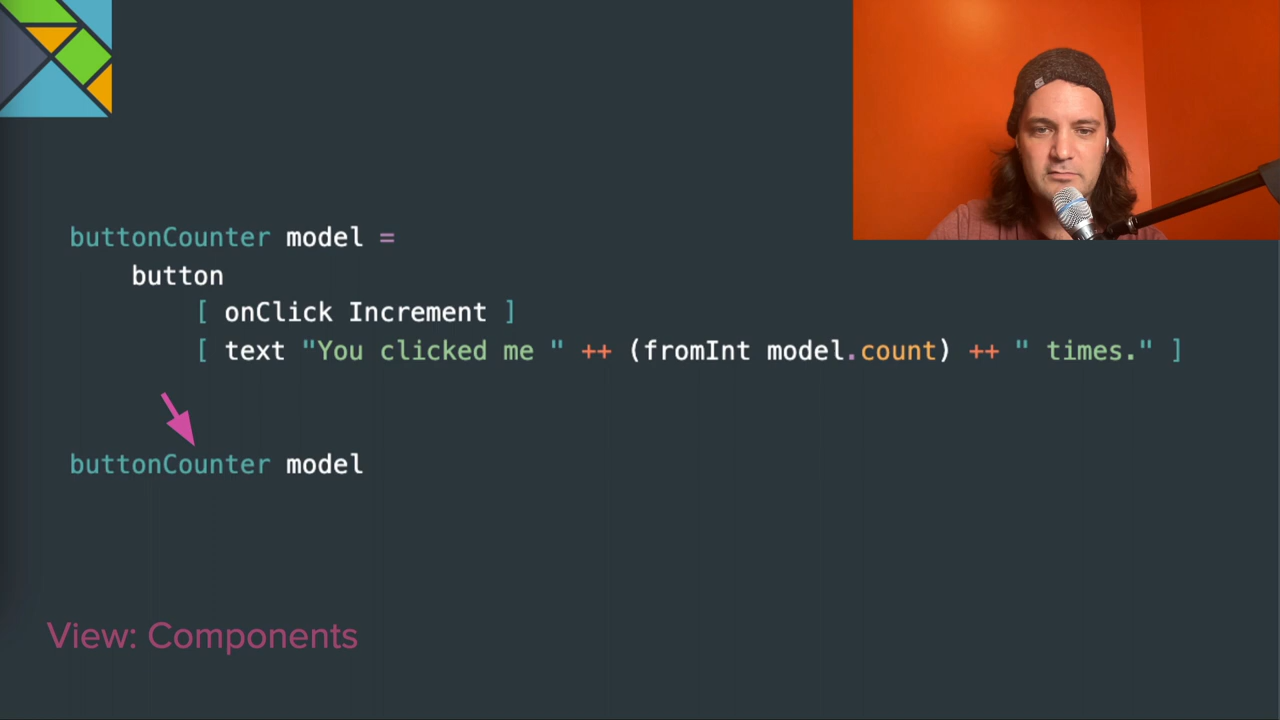 buttonCounter model =
button
[ onClick Increment ]
[ text "You clicked me " ++ (fromInt model.count) ++ " times." ]
buttonCounter model
View: Components